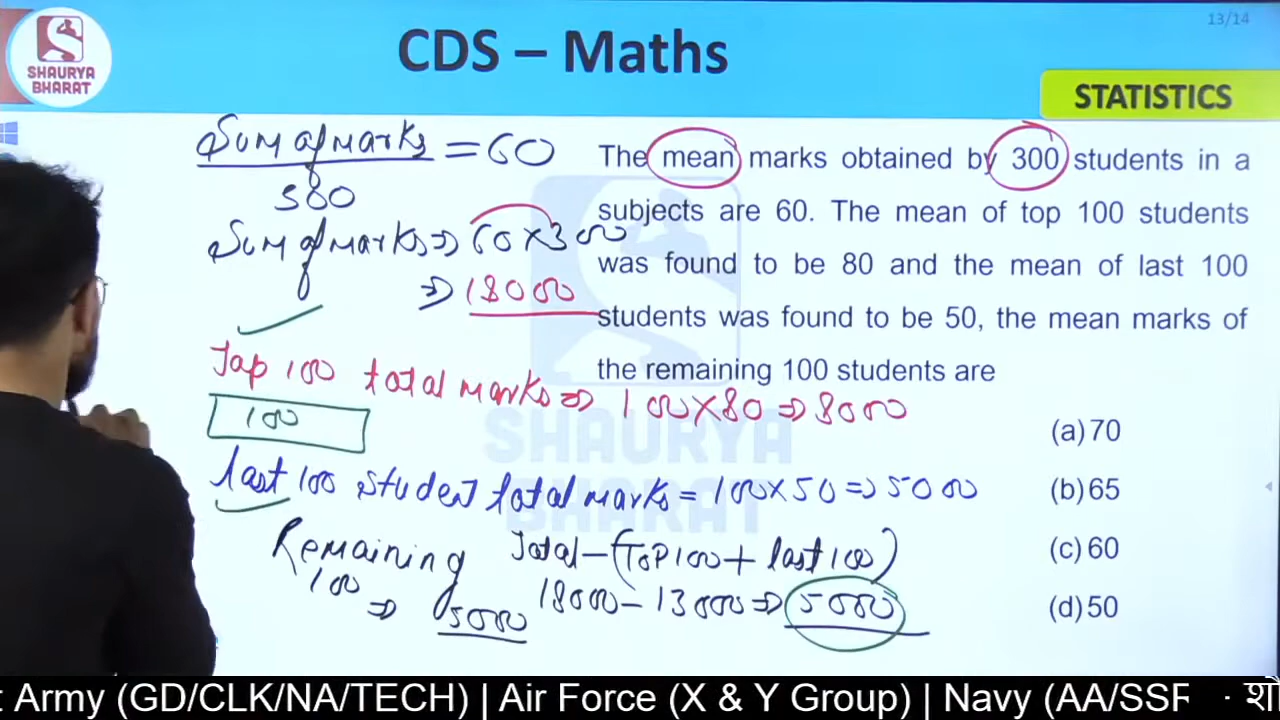 13/14
SHAURYA
BHARAT
CDS – Maths
STATISTICS
Sum of marks = 60
300
Sum of marks ⇒ 60×300
⇒ 18000
The mean marks obtained by 300 students in a
subjects are 60. The mean of top 100 students
was found to be 80 and the mean of last 100
students was found to be 50, the mean marks of
the remaining 100 students are
Top 100 total marks ⇒ 100×80 ⇒ 8000
100
last 100 student total marks = 100×50 ⇒ 5000
Remaining Total – (Top 100 + last 100)
100 ⇒ 5000 18000 – 13000 ⇒ 5000
(a) 70
(b) 65
(c) 60
(d) 50
SHAURYA
BHARAT
Army (GD/CLK/NA/TECH) | Air Force (X & Y Group) | Navy (AA/SSR